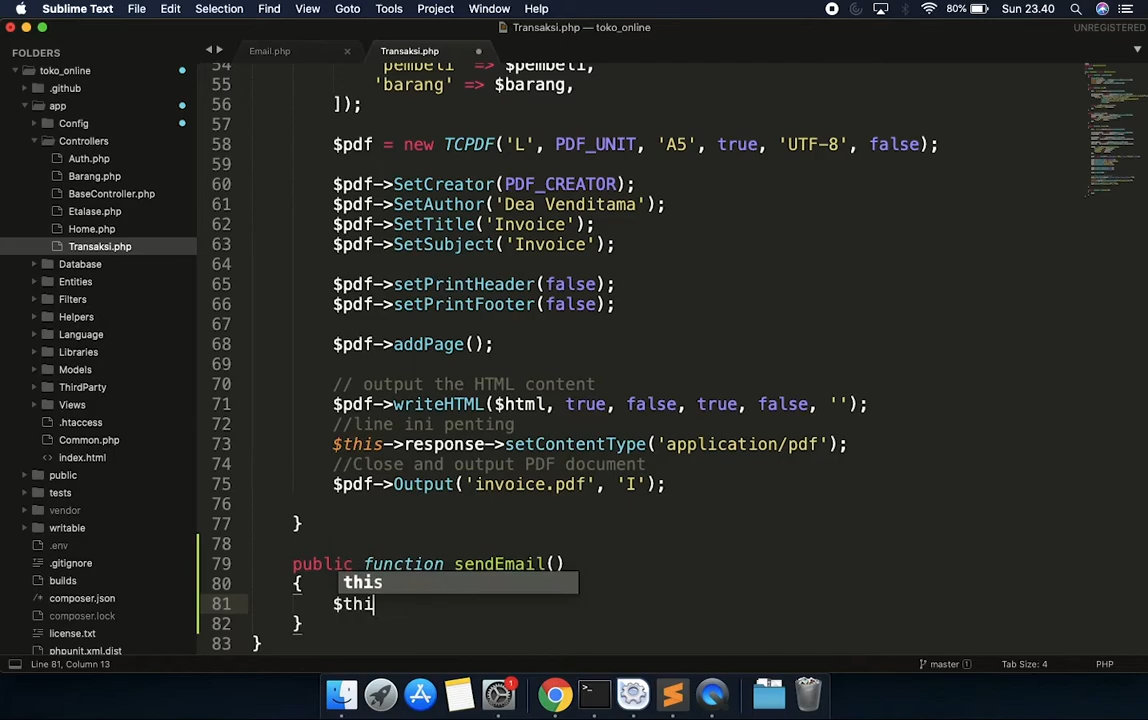 Sublime Text File Edit Selection Find View Goto Tools Project Window Help 80% Sun 23.40
Transaksi.php — toko_online UNREGISTERED
FOLDERS
toko_online
.github
app
Config
Controllers
Auth.php
Barang.php
BaseController.php
Etalase.php
Home.php
Transaksi.php
Database
Entities
Filters
Helpers
Language
Libraries
Models
ThirdParty
Views
.htaccess
Common.php
index.html
public
tests
vendor
writable
.env
.gitignore
builds
composer.json
composer.lock
license.txt
phpunit.xml.dist
Email.php × Transaksi.php
54 'pembeli' => $pembeli,
55 'barang' => $barang,
56 ]);
57
58 $pdf = new TCPDF('L', PDF_UNIT, 'A5', true, 'UTF-8', false);
59
60 $pdf->SetCreator(PDF_CREATOR);
61 $pdf->SetAuthor('Dea Venditama');
62 $pdf->SetTitle('Invoice');
63 $pdf->SetSubject('Invoice');
64
65 $pdf->setPrintHeader(false);
66 $pdf->setPrintFooter(false);
67
68 $pdf->addPage();
69
70 // output the HTML content
71 $pdf->writeHTML($html, true, false, true, false, '');
72 //line ini penting
73 $this->response->setContentType('application/pdf');
74 //Close and output PDF document
75 $pdf->Output('invoice.pdf', 'I');
76
77 }
78
79 public function sendEmail()
80 {
this
81 $thi
82 }
83 }
Line 81, Column 13 master 1 Tab Size: 4 PHP
1